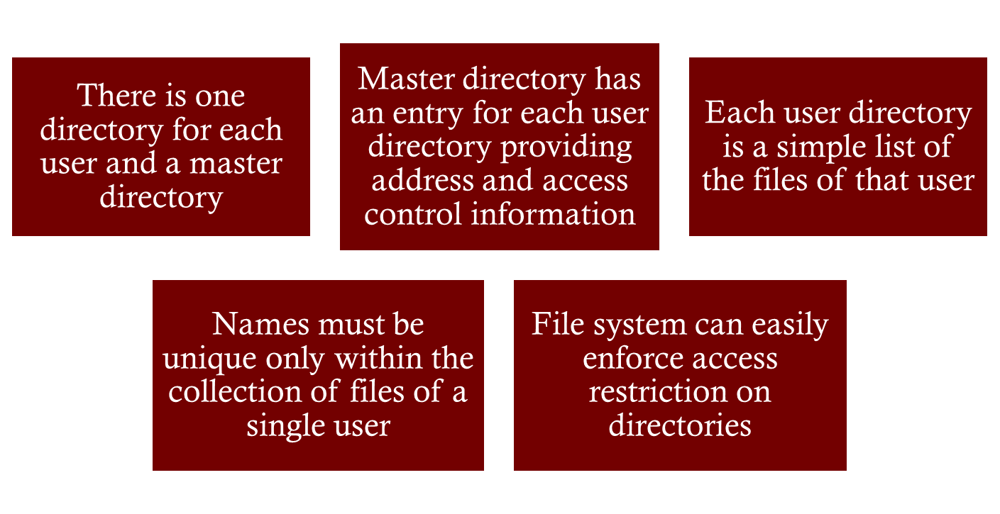 There is one
directory for each
user and a master
directory
Master directory has
an entry for each user
directory providing
address and access
control information
Each user directory
is a simple list of
the files of that user
Names must be
unique only within the
collection of files of a
single user
File system can easily
enforce access
restriction on
directories